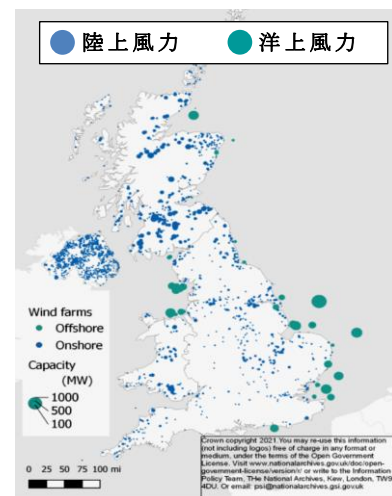 陸上風力 洋上風力
Wind farms
Offshore
Onshore
Capacity
(MW)
1000
500
100
0 25 50 75 100 mi
Crown copyright 2021.You may re-use this information
(not including logos) free of charge in any format or
medium, under the terms of the Open Government
License. Visit www.nationalarchives.gov.uk/doc/open-
government-license/version/r/ or write to the Information
Policy Team, THe National Archives, Kew, London, TW9
4DU. Or email: psi@nationalarchives.gsi.gov.uk